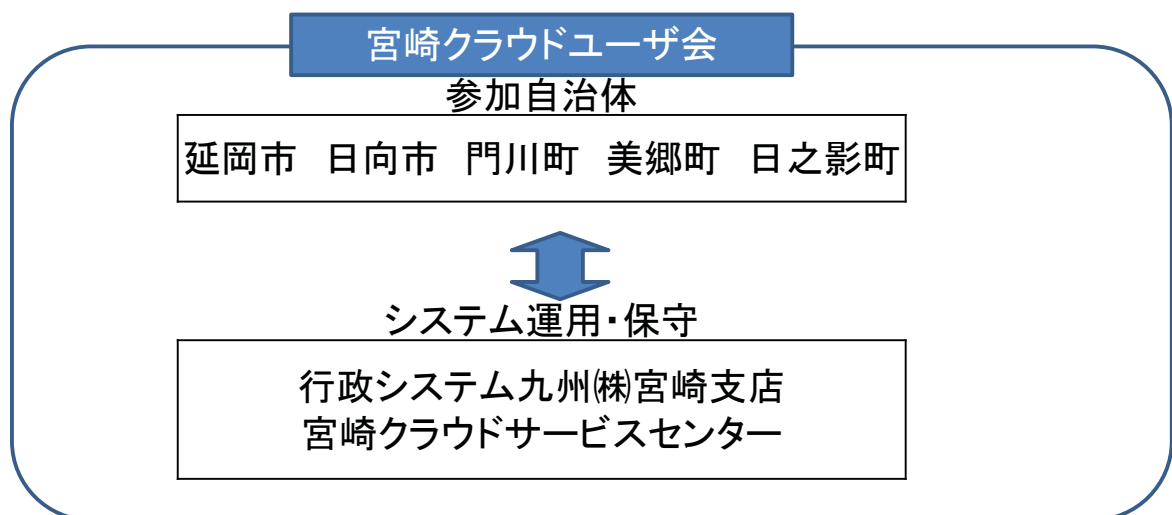 宮崎クラウドユーザ会
参加自治体
延岡市　日向市　門川町　美郷町　日之影町
システム運用・保守
行政システム九州㈱宮崎支店
宮崎クラウドサービスセンター